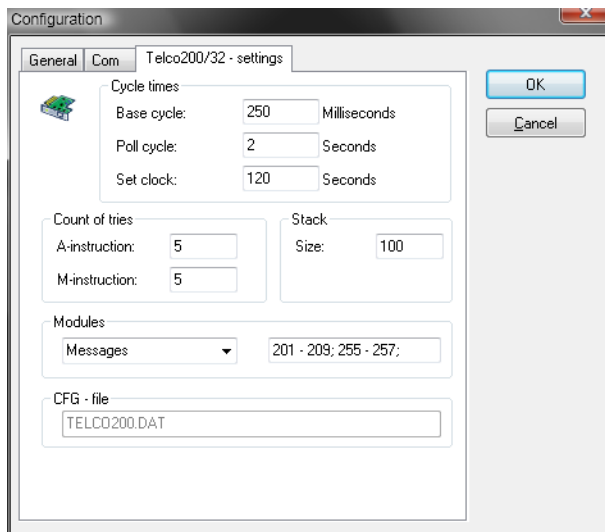 Configuration
General Com Telco200/32 - settings
Cycle times
Base cycle: 250 Milliseconds
Poll cycle: 2 Seconds
Set clock: 120 Seconds
Count of tries
A-instruction: 5
M-instruction: 5
Stack
Size: 100
Modules
Messages 201 - 209; 255 - 257;
CFG - file
TELCO200.DAT
OK
Cancel